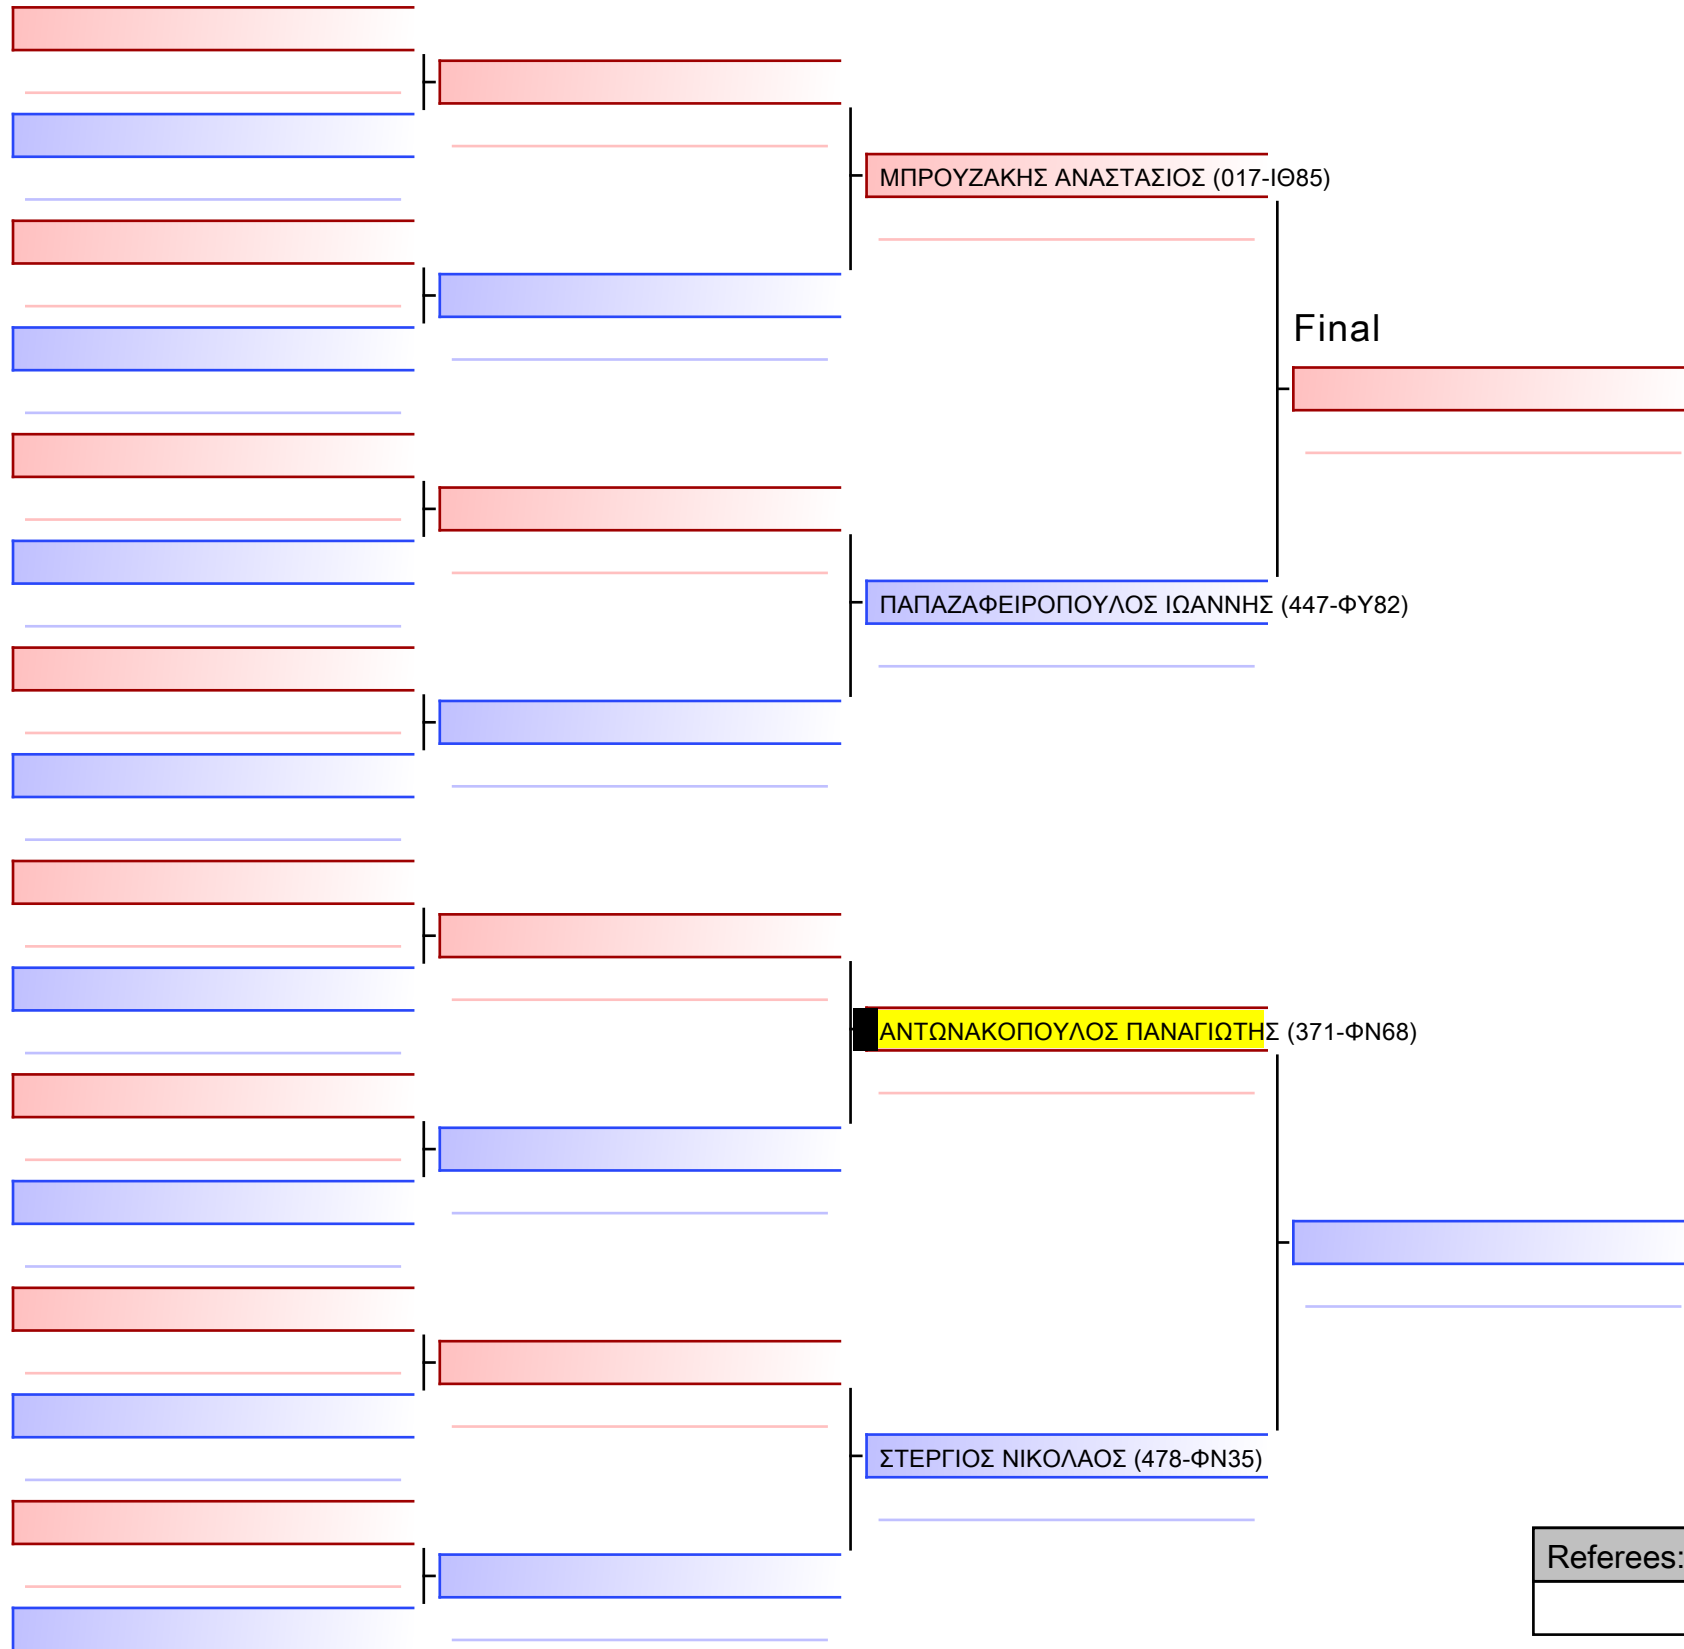 ΜΠΡΟΥΖΑΚΗΣ ΑΝΑΣΤΑΣΙΟΣ (017-ΙΘ85)
Final
ΠΑΠΑΖΑΦΕΙΡΟΠΟΥΛΟΣ ΙΩΑΝΝΗΣ (447-ΦΥ82)
ΑΝΤΩΝΑΚΟΠΟΥΛΟΣ ΠΑΝΑΓΙΩΤΗΣ (371-ΦΝ68)
ΣΤΕΡΓΙΟΣ ΝΙΚΟΛΑΟΣ (478-ΦΝ35)
Referees: